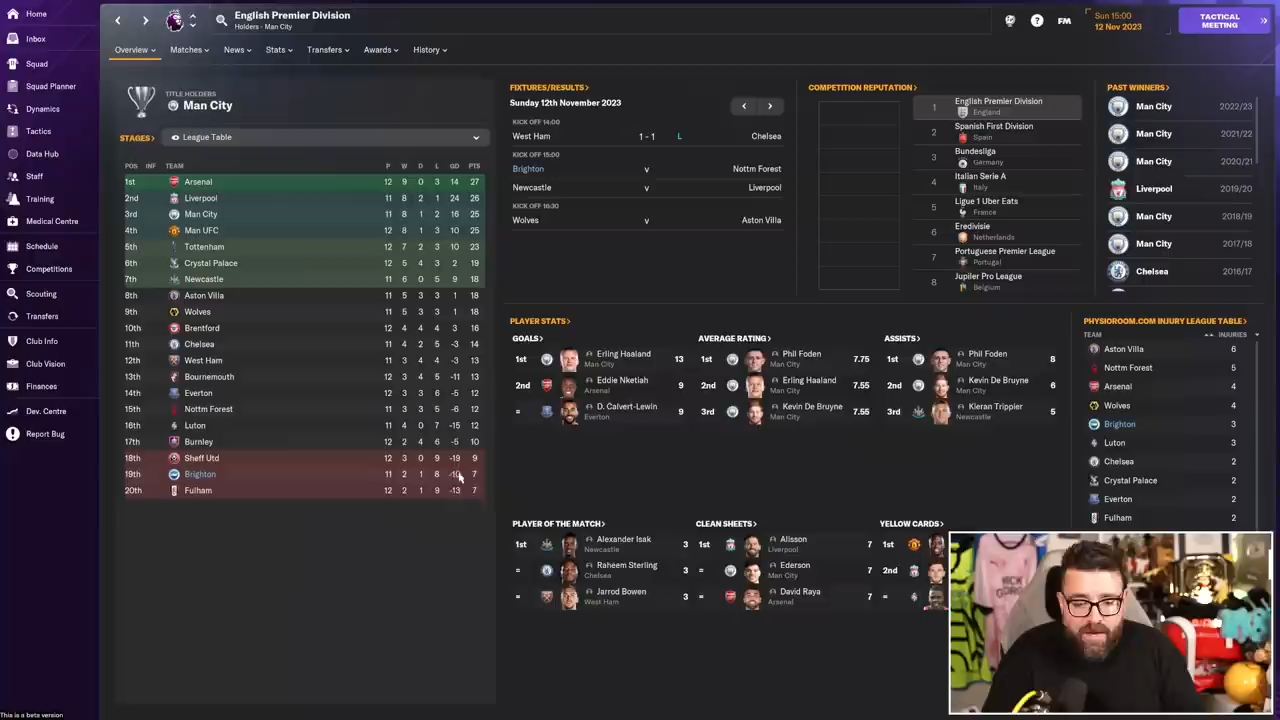 Home
Inbox
Squad
Squad Planner
Dynamics
Tactics
Data Hub
Staff
Training
Medical Centre
Schedule
Competitions
Scouting
Transfers
Club Info
Club Vision
Finances
Dev. Centre
Report Bug
This is a beta version
English Premier Division
Holders - Man City
FM
Sun 15:00
12 Nov 2023
TACTICAL
MEETING
Overview
Matches
News
Stats
Transfers
Awards
History
TITLE HOLDERS
Man City
STAGES
League Table
POS INF TEAM P W D L GD PTS
1st Arsenal 12 9 0 3 14 27
2nd Liverpool 11 8 2 1 24 26
3rd Man City 11 8 1 2 16 25
4th Man UFC 12 8 1 3 10 25
5th Tottenham 12 7 2 3 10 23
6th Crystal Palace 12 5 4 3 2 19
7th Newcastle 11 6 0 5 9 18
8th Aston Villa 11 5 3 3 1 18
9th Wolves 11 5 3 3 1 18
10th Brentford 12 4 4 4 3 16
11th Chelsea 11 4 2 5 -3 14
12th West Ham 11 3 4 4 -3 13
13th Bournemouth 12 3 4 5 -11 13
14th Everton 12 3 3 6 -5 12
15th Nottm Forest 11 3 3 5 -6 12
16th Luton 11 4 0 7 -15 12
17th Burnley 12 2 4 6 -5 10
18th Sheff Utd 12 3 0 9 -19 9
19th Brighton 11 2 1 8 -10 7
20th Fulham 12 2 1 9 -13 7
FIXTURES/RESULTS
Sunday 12th November 2023
KICK OFF 14:00
West Ham 1 - 1 L Chelsea
KICK OFF 15:00
Brighton v Nottm Forest
Newcastle v Liverpool
KICK OFF 16:30
Wolves v Aston Villa
COMPETITION REPUTATION
1 English Premier Division
England
2 Spanish First Division
Spain
3 Bundesliga
Germany
4 Italian Serie A
Italy
5 Ligue 1 Uber Eats
France
6 Eredivisie
Netherlands
7 Portuguese Premier League
Portugal
8 Jupiler Pro League
Belgium
PAST WINNERS
Man City 2022/23
Man City 2021/22
Man City 2020/21
Liverpool 2019/20
Man City 2018/19
Man City 2017/18
Chelsea 2016/17
PLAYER STATS
GOALS
1st Erling Haaland 13
Man City
2nd Eddie Nketiah 9
Arsenal
= D. Calvert-Lewin 9
Everton
AVERAGE RATING
1st Phil Foden 7.75
Man City
2nd Erling Haaland 7.55
Man City
3rd Kevin De Bruyne 7.55
Man City
ASSISTS
1st Phil Foden 8
Man City
2nd Kevin De Bruyne 6
Man City
3rd Kieran Trippier 5
Newcastle
PLAYER OF THE MATCH
1st Alexander Isak 3
Newcastle
= Raheem Sterling 3
Chelsea
= Jarrod Bowen 3
West Ham
CLEAN SHEETS
1st Alisson 7
Liverpool
= Ederson 7
Man City
= David Raya 7
Arsenal
YELLOW CARDS
1st
2nd
=
PHYSIOROOM.COM INJURY LEAGUE TABLE
TEAM INJURIES
Aston Villa 6
Nottm Forest 5
Arsenal 4
Wolves 4
Brighton 3
Luton 3
Chelsea 2
Crystal Palace 2
Everton 2
Fulham 2